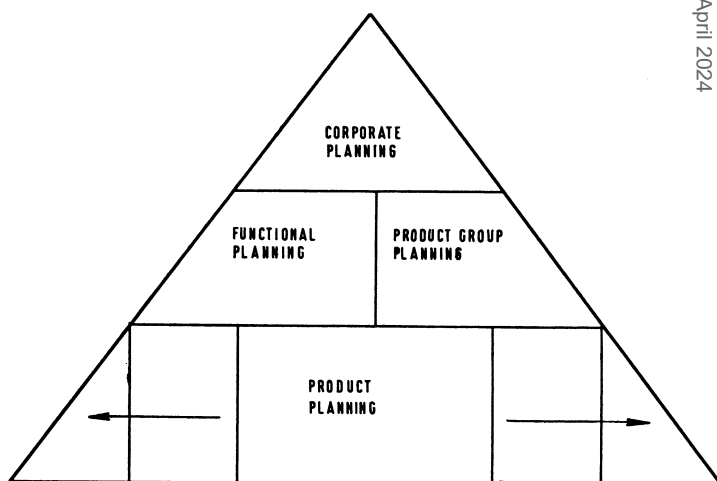 April 2024
CORPORATE
PLANNING
FUNCTIONAL
PLANNING
PRODUCT GROUP
PLANNING
PRODUCT
PLANNING